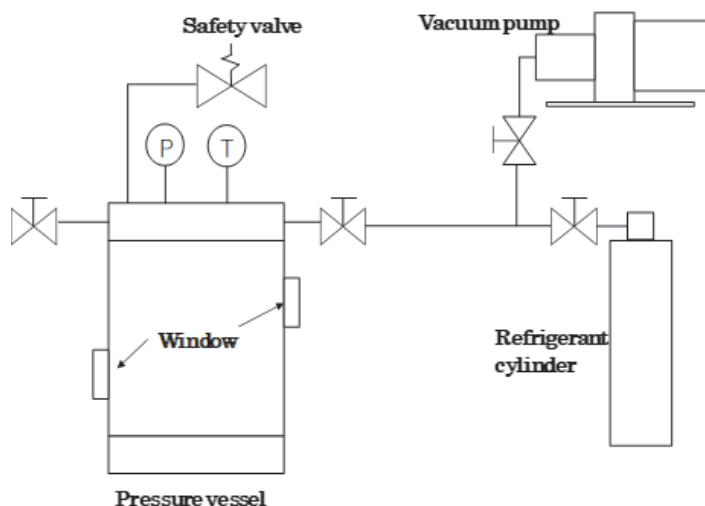 Safety valve
Vacuum pump
P
T
Window
Refrigerant
cylinder
Pressure vessel